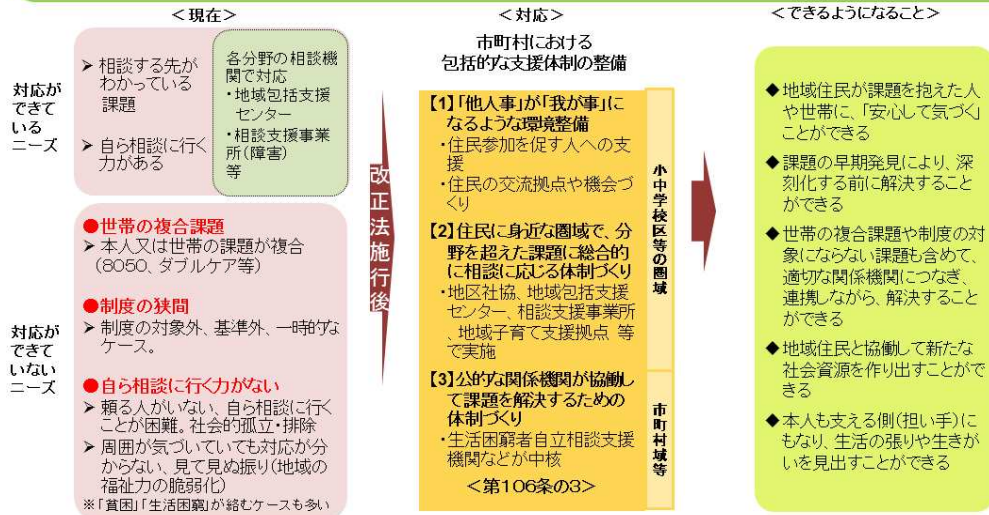 ＜現在＞
＜対応＞
＜できるようになること＞
対応が
できて
いる
ニーズ
➢ 相談する先が
わかっている
課題
➢ 自ら相談に行く
力がある
各分野の相談機
関で対応
・地域包括支援
センター
・相談支援事業
所(障害)
等
●世帯の複合課題
➢ 本人又は世帯の課題が複合
(8050、ダブルケア等)
対応が
できて
いない
ニーズ
●制度の狭間
➢ 制度の対象外、基準外、一時的な
ケース。
●自ら相談に行く力がない
➢ 頼る人がいない、自ら相談に行く
ことが困難。社会的孤立・排除
➢ 周囲が気づいていても対応が分
からない、見て見ぬ振り(地域の
福祉力の脆弱化)
※「貧困」「生活困窮」が絡むケースも多い
改正法施行後
市町村における
包括的な支援体制の整備
【1】「他人事」が「我が事」に
なるような環境整備
・住民参加を促す人への支
援
・住民の交流拠点や機会づ
くり
【2】住民に身近な圏域で、分
野を超えた課題に総合的
に相談に応じる体制づくり
・地区社協、地域包括支援
センター、相談支援事業所
、地域子育て支援拠点 等
で実施
【3】公的な関係機関が協働し
て課題を解決するための
体制づくり
・生活困窮者自立相談支援
機関などが中核
＜第106条の3＞
小中学校区等の圏域
市町村域等
◆地域住民が課題を抱えた人
や世帯に、「安心して気づく」
ことができる
◆課題の早期発見により、深
刻化する前に解決すること
ができる
◆世帯の複合課題や制度の対
象にならない課題も含めて、
適切な関係機関につなぎ、
連携しながら、解決すること
ができる
◆地域住民と協働して新たな
社会資源を作り出すことがで
きる
◆本人も支える側(担い手)に
もなり、生活の張りや生きが
いを見出すことができる